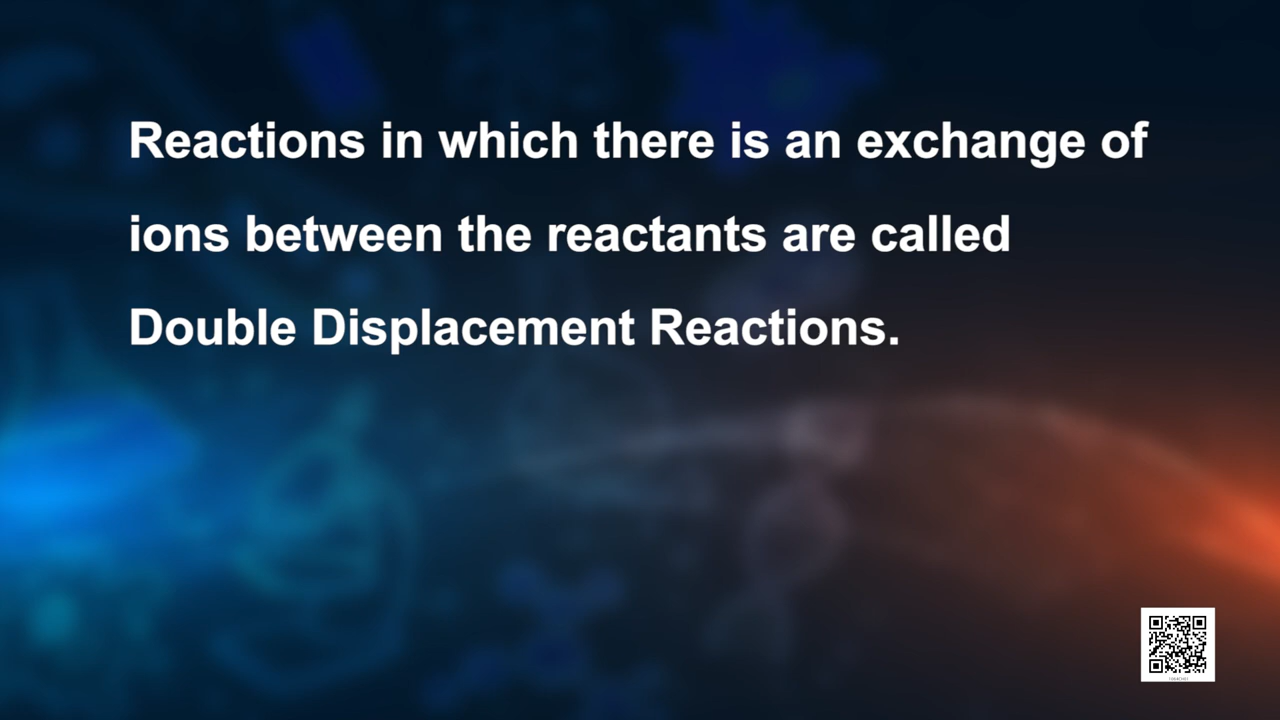 Reactions in which there is an exchange of
ions between the reactants are called
Double Displacement Reactions.